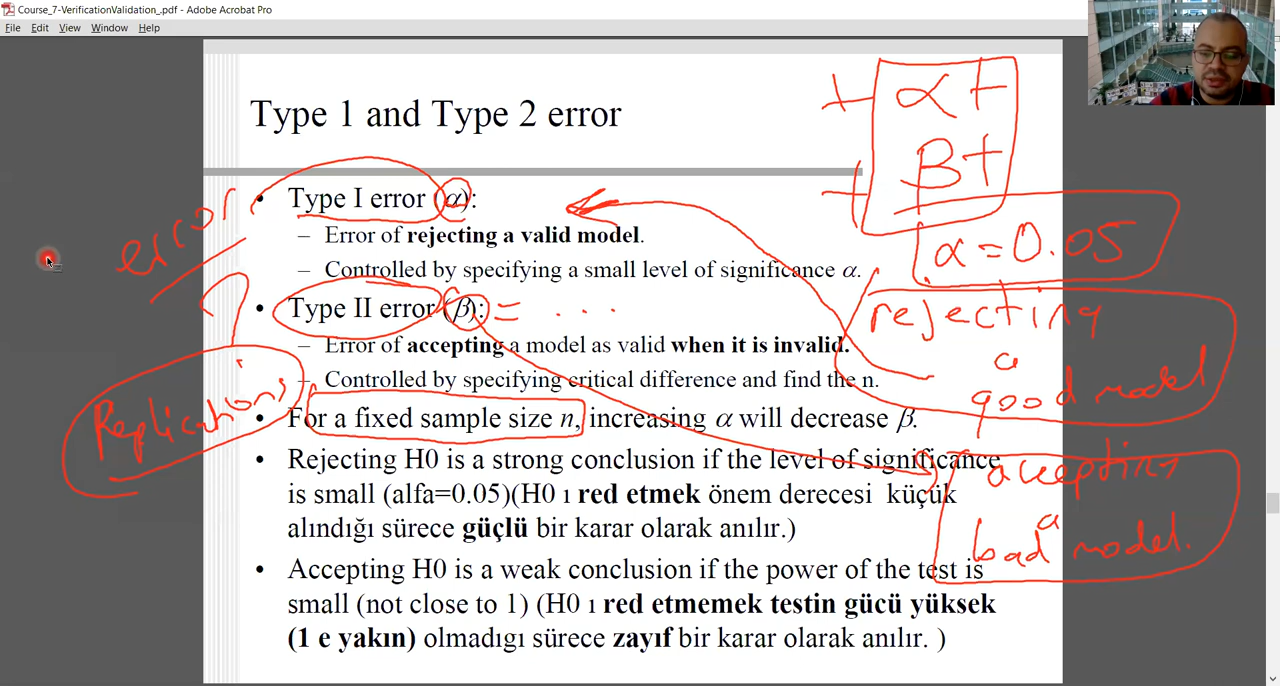 Course_7-VerificationValidation_.pdf - Adobe Acrobat Pro
File Edit View Window Help
Type 1 and Type 2 error
α +
β +
α = 0.05
• Type I error (α):
– Error of rejecting a valid model.
– Controlled by specifying a small level of significance α.
• Type II error (β): = ...
– Error of accepting a model as valid when it is invalid.
– Controlled by specifying critical difference and find the n.
• For a fixed sample size n, increasing α will decrease β.
• Rejecting H0 is a strong conclusion if the level of significance
is small (alfa=0.05)(H0 ı red etmek önem derecesi küçük
alındığı sürece güçlü bir karar olarak anılır.)
• Accepting H0 is a weak conclusion if the power of the test is
small (not close to 1) (H0 ı red etmemek testin gücü yüksek
(1 e yakın) olmadıgı sürece zayıf bir karar olarak anılır. )
error
Replications
rejecting
a
good model
accepting
a
bad model.